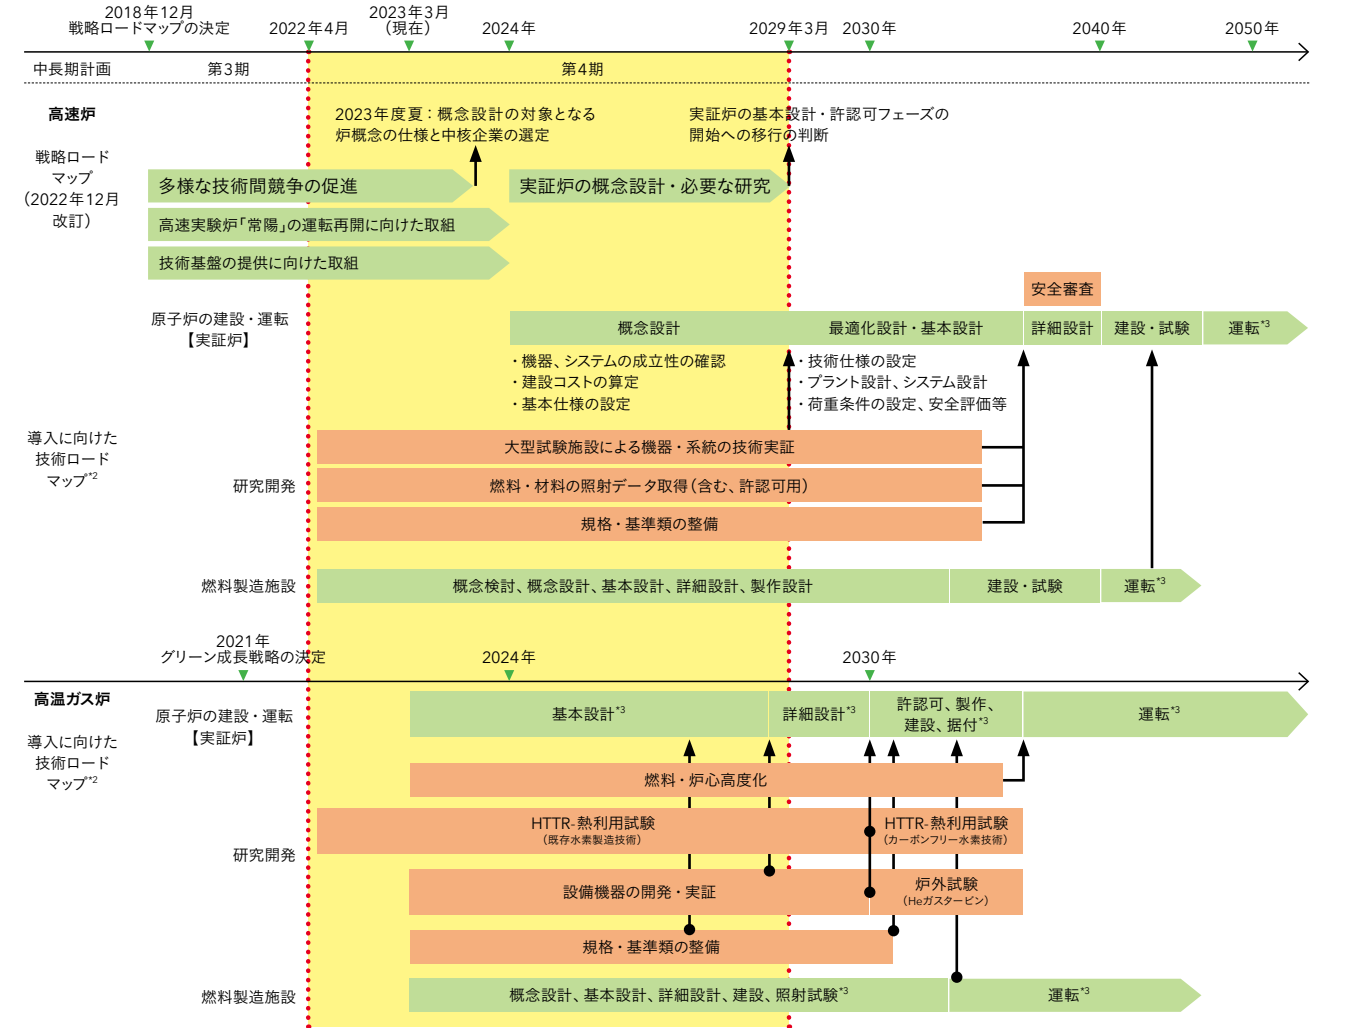 2018年12月
戦略ロードマップの決定
2022年4月
2023年3月
（現在）
2024年
2029年3月
2030年
2040年
2050年
中長期計画
第3期
第4期
高速炉
戦略ロード
マップ
（2022年12月
改訂）
2023年度夏：概念設計の対象となる
炉概念の仕様と中核企業の選定
実証炉の基本設計・許認可フェーズの
開始への移行の判断
多様な技術間競争の促進
実証炉の概念設計・必要な研究
高速実験炉「常陽」の運転再開に向けた取組
技術基盤の提供に向けた取組
安全審査
原子炉の建設・運転
【実証炉】
概念設計
最適化設計・基本設計
詳細設計
建設・試験
運転*3
・機器、システムの成立性の確認
・建設コストの算定
・基本仕様の設定
・技術仕様の設定
・プラント設計、システム設計
・荷重条件の設定、安全評価等
導入に向けた
技術ロード
マップ*2
研究開発
大型試験施設による機器・系統の技術実証
燃料・材料の照射データ取得（含む、許認可用）
規格・基準類の整備
燃料製造施設
概念検討、概念設計、基本設計、詳細設計、製作設計
建設・試験
運転*3
2021年
グリーン成長戦略の決定
2024年
2030年
高温ガス炉
導入に向けた
技術ロード
マップ*2
原子炉の建設・運転
【実証炉】
基本設計*3
詳細設計*3
許認可、製作、
建設、据付*3
運転*3
研究開発
燃料・炉心高度化
HTTR-熱利用試験
（既存水素製造技術）
HTTR-熱利用試験
（カーボンフリー水素技術）
設備機器の開発・実証
炉外試験
（Heガスタービン）
規格・基準類の整備
燃料製造施設
概念設計、基本設計、詳細設計、建設、照射試験*3
運転*3